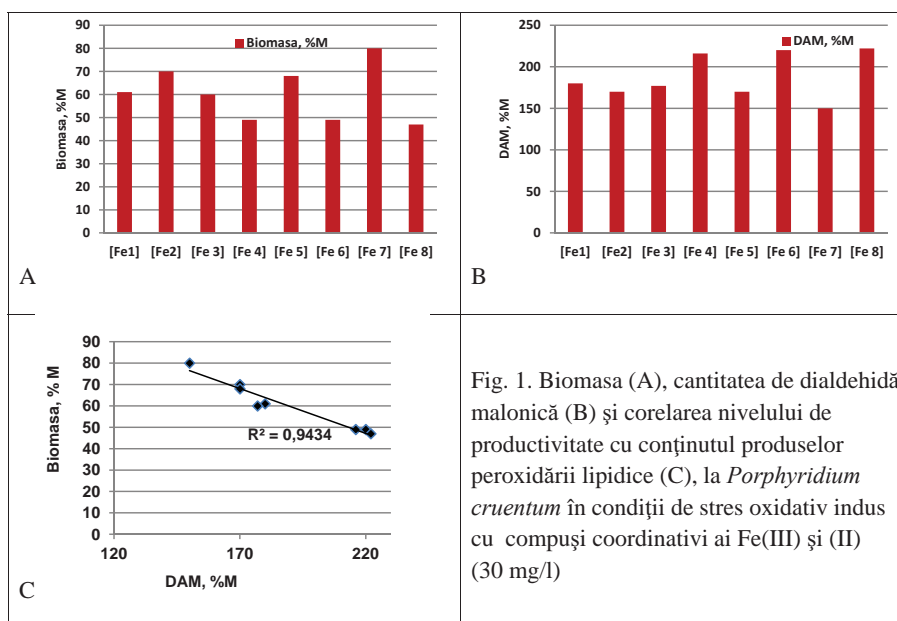 Biomasa, %M
90
80
70
60
50
40
30
20
10
0
Biomasa, %M
[Fe1] [Fe2] [Fe 3] [Fe 4] [Fe 5] [Fe 6] [Fe 7] [Fe 8]
A
DAM, %M
250
200
150
100
50
0
DAM, %M
[Fe1] [Fe2] [Fe 3] [Fe 4] [Fe 5] [Fe 6] [Fe 7] [Fe 8]
B
90
80
70
60
50
40
30
20
10
0
Biomasa, % M
R² = 0,9434
120 170 220
DAM, %M
C
Fig. 1. Biomasa (A), cantitatea de dialdehidă
malonică (B) şi corelarea nivelului de
productivitate cu conţinutul produselor
peroxidării lipidice (C), la Porphyridium
cruentum în condiţii de stres oxidativ indus
cu compuşi coordinativi ai Fe(III) şi (II)
(30 mg/l)